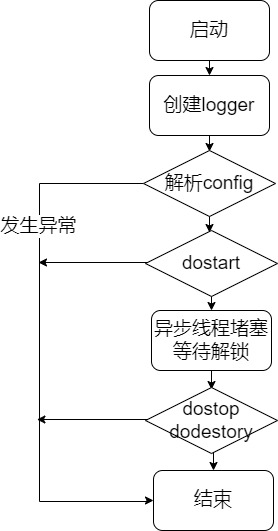 启动
创建logger
解析config
发生异常
dostart
异步线程堵塞
等待解锁
dostop
dodestory
结束